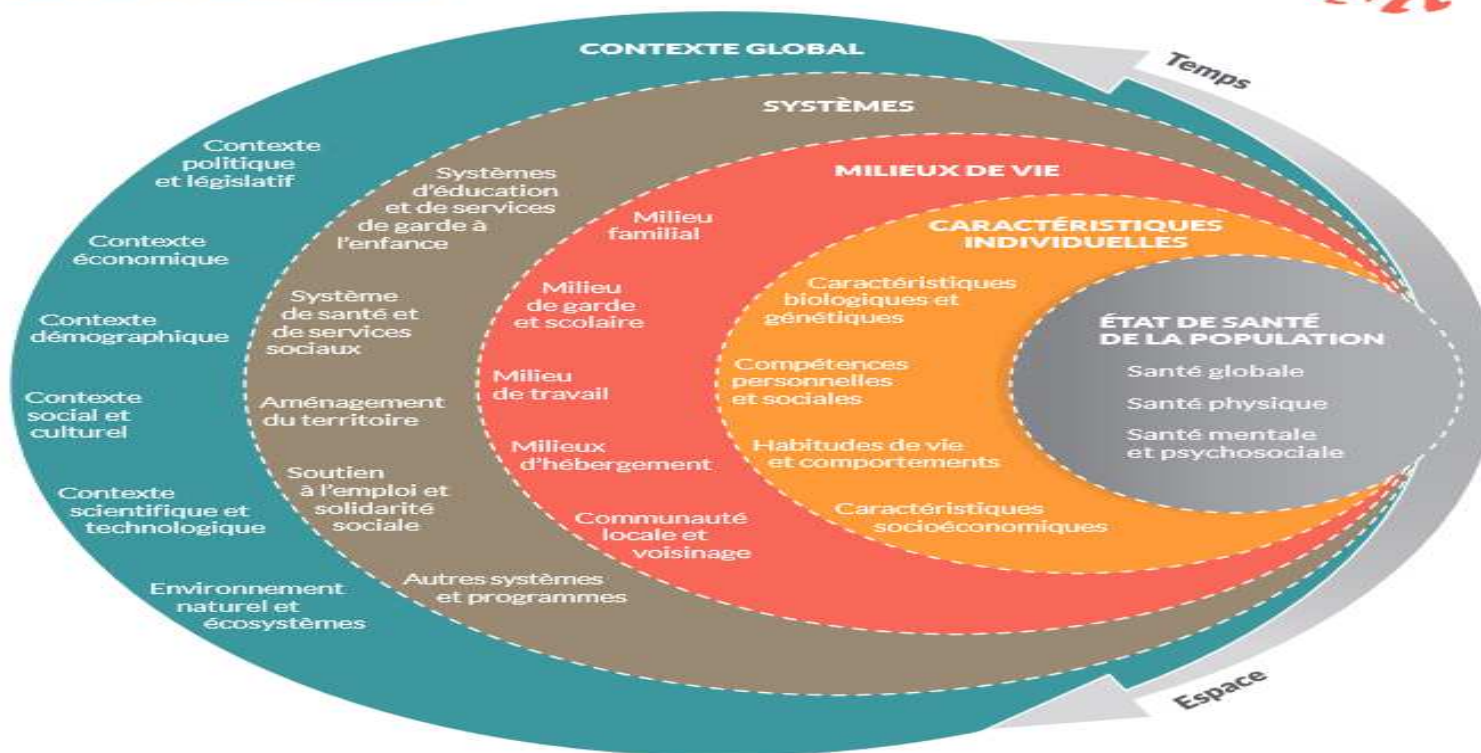 CONTEXTE GLOBAL
Temps
SYSTÈMES
MILIEUX DE VIE
CARACTÉRISTIQUES
INDIVIDUELLES
ÉTAT DE SANTÉ
DE LA POPULATION
Santé globale
Santé physique
Santé mentale
et psychosociale
Contexte
politique
et législatif
Contexte
économique
Contexte
démographique
Contexte
social et
culturel
Contexte
scientifique et
technologique
Environnement
naturel et
écosystèmes
Systèmes
d'éducation
et de services
de garde à
l'enfance
Système
de santé et
de services
sociaux
Aménagement
du territoire
Soutien
à l'emploi et
solidarité
sociale
Autres systèmes
et programmes
Milieu
familial
Milieu
de garde
et scolaire
Milieu
de travail
Milieux
d'hébergement
Communauté
locale et
voisinage
Caractéristiques
biologiques et
génétiques
Compétences
personnelles
et sociales
Habitudes de vie
et comportements
Caractéristiques
socioéconomiques
Espace